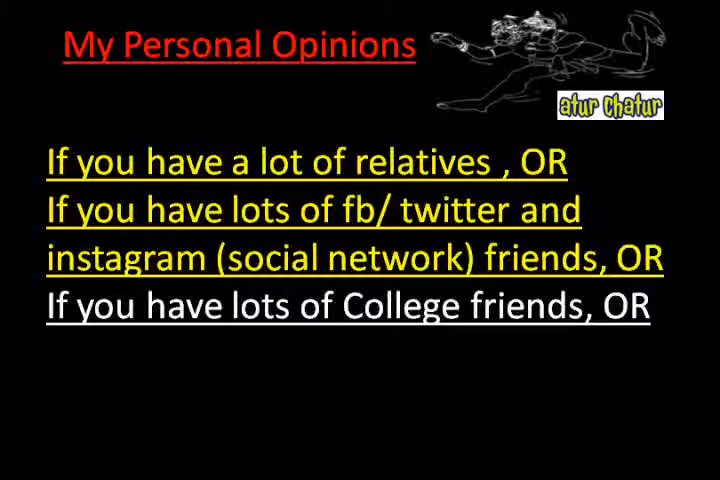 My Personal Opinions
atur chatur
If you have a lot of relatives , OR
If you have lots of fb/ twitter and
instagram (social network) friends, OR
If you have lots of College friends, OR